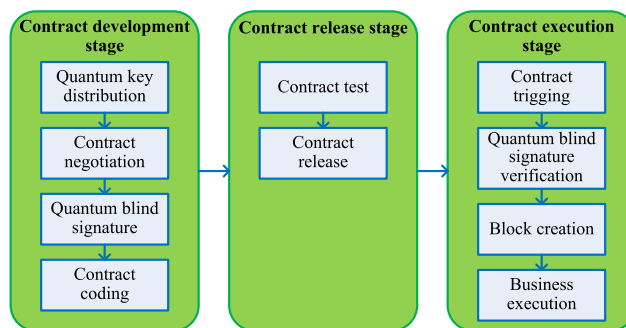 Contract development
stage
Quantum key
distribution
Contract
negotiation
Quantum blind
signature
Contract
coding
Contract release stage
Contract test
Contract
release
Contract execution
stage
Contract
trigging
Quantum blind
signature
verification
Block creation
Business
execution